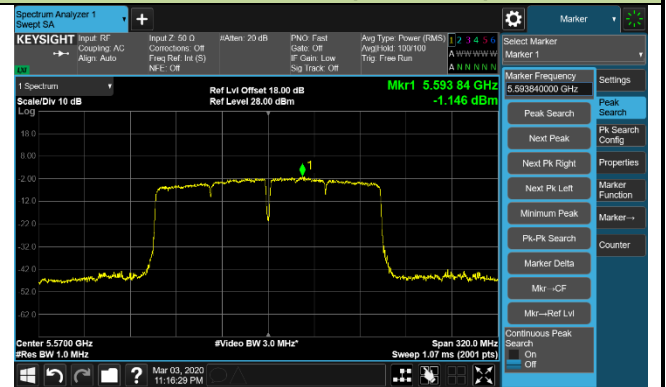 Spectrum Analyzer 1
Swept SA
Marker
KEYSIGHT
Input: RF
Coupling: AC
Align: Auto
Input Z: 50 Ω
Corrections: Off
Freq Ref: Int (S)
NFE: Off
#Atten: 20 dB
PNO: Fast
Gate: Off
IF Gain: Low
Sig Track: Off
Avg Type: Power (RMS)
Avg|Hold: 100/100
Trig: Free Run
1 2 3 4 5 6
A W W W W W
A N N N N N
LXI
Select Marker
Marker 1
1 Spectrum
Scale/Div 10 dB
Log
Ref Lvl Offset 18.00 dB
Ref Level 28.00 dBm
Mkr1 5.593 84 GHz
-1.146 dBm
Marker Frequency
5.593840000 GHz
Peak Search
Next Peak
Next Pk Right
Next Pk Left
Minimum Peak
Pk-Pk Search
Marker Delta
Mkr→CF
Mkr→Ref Lvl
Continuous Peak
Search
On
Off
Settings
Peak
Search
Pk Search
Config
Properties
Marker
Function
Marker→
Counter
18.0
8.00
-2.00
-12.0
-22.0
-32.0
-42.0
-52.0
-62.0
1
Center 5.5700 GHz
#Res BW 1.0 MHz
#Video BW 3.0 MHz*
Span 320.0 MHz
Sweep 1.07 ms (2001 pts)
?
Mar 03, 2020
11:16:29 PM